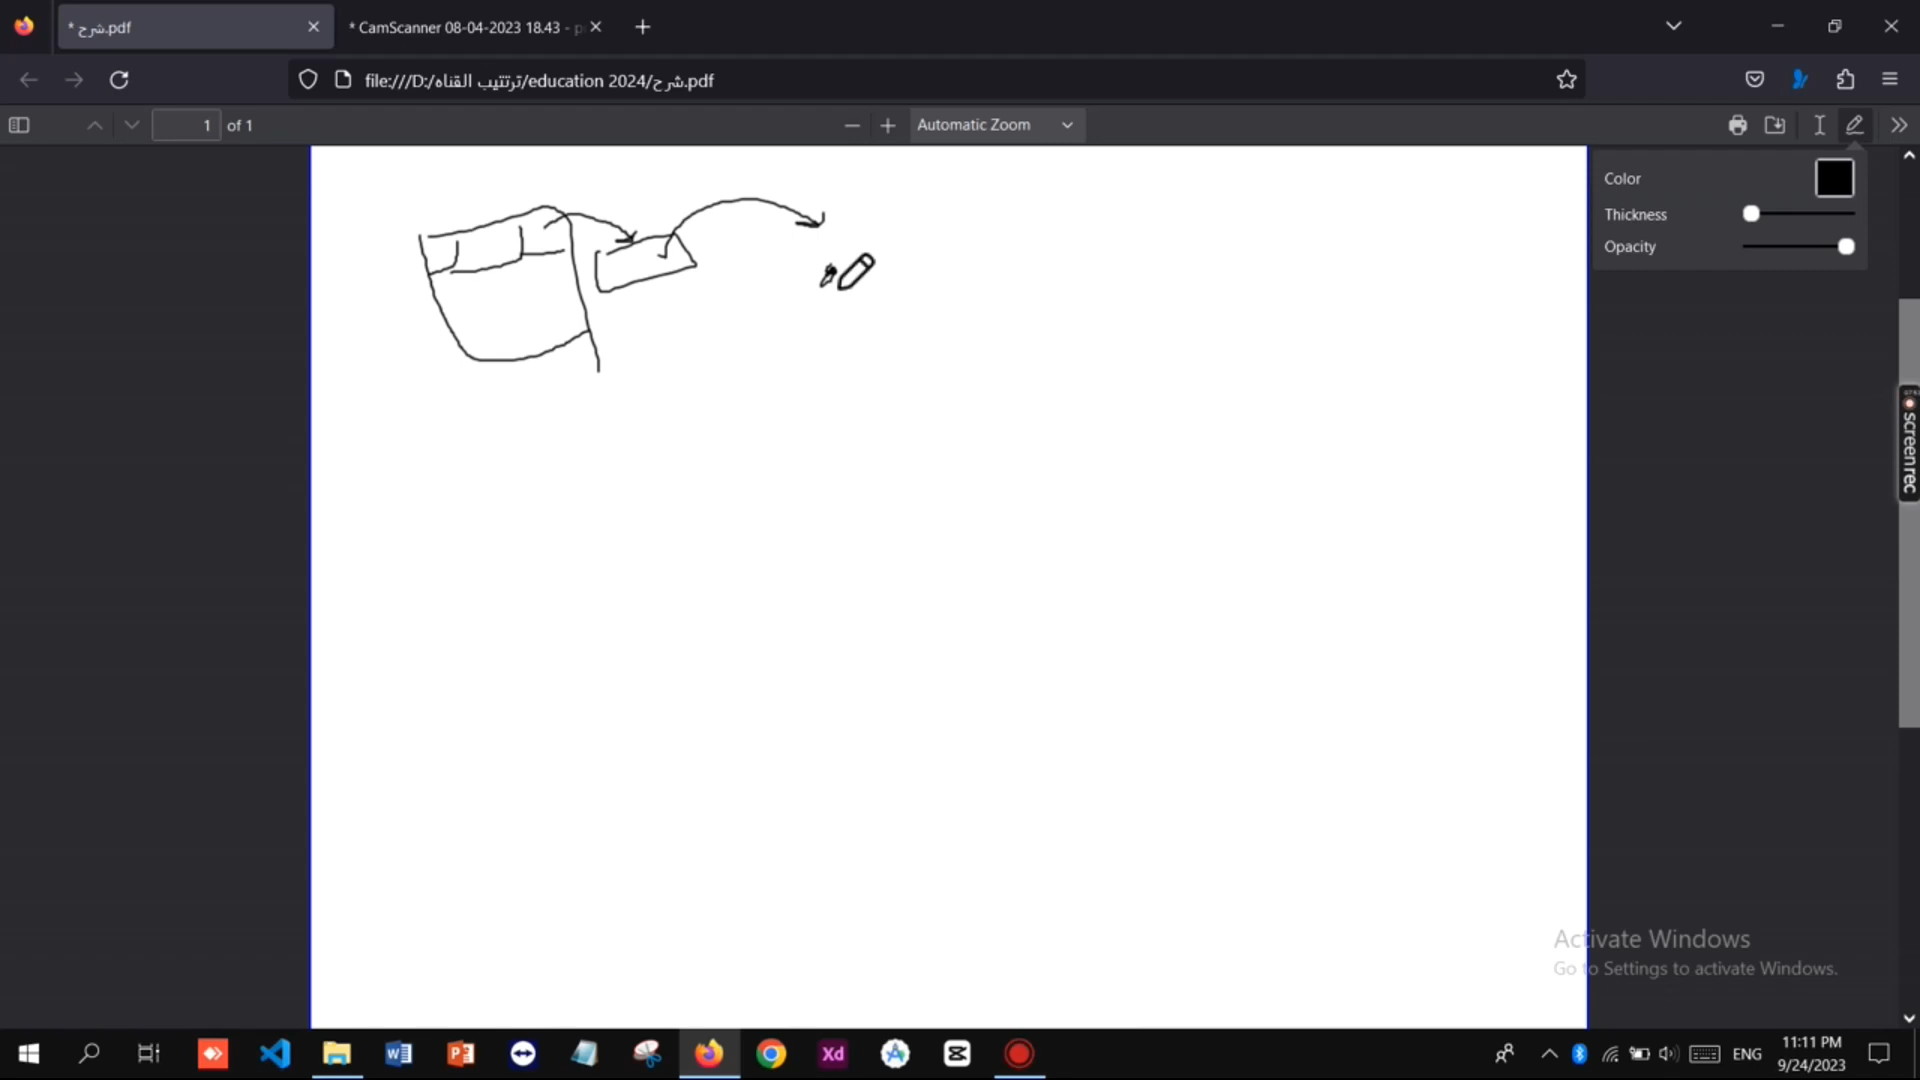 * شرح.pdf
* CamScanner 08-04-2023 18.43 - p
file:///D:/ترتتيب القناه/education 2024/شرح.pdf
1 of 1
Automatic Zoom
Color
Thickness
Opacity
screenrec
Activate Windows
Go to Settings to activate Windows.
Xd
ENG
11:11 PM
9/24/2023